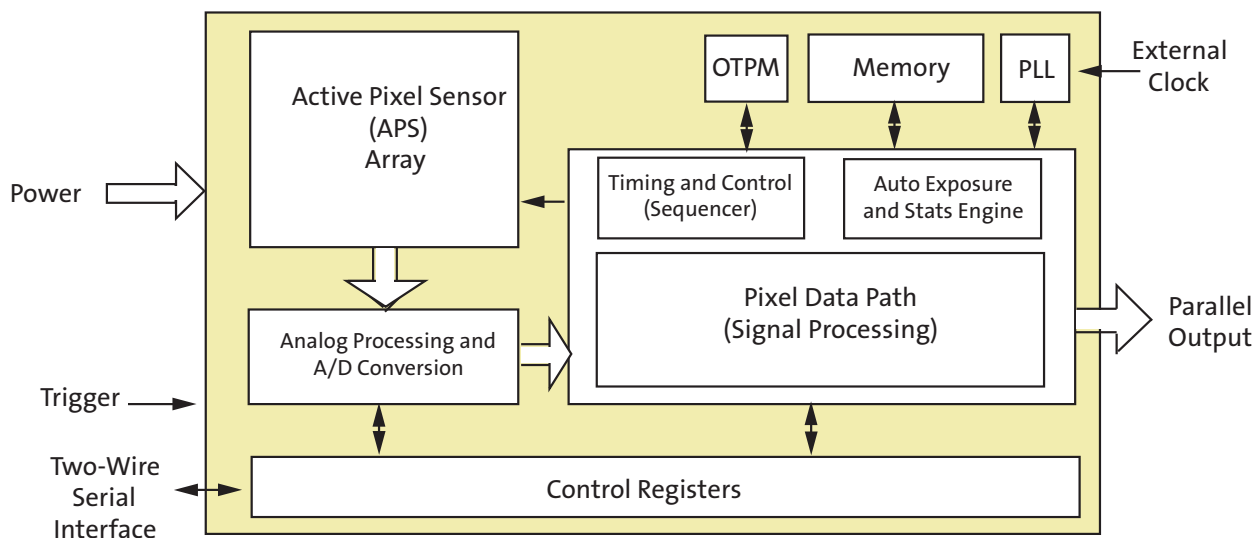 Active Pixel Sensor
(APS)
Array
OTPM
Memory
PLL
External
Clock
Power
Timing and Control
(Sequencer)
Auto Exposure
and Stats Engine
Pixel Data Path
(Signal Processing)
Parallel
Output
Analog Processing and
A/D Conversion
Trigger
Two-Wire
Serial
Interface
Control Registers